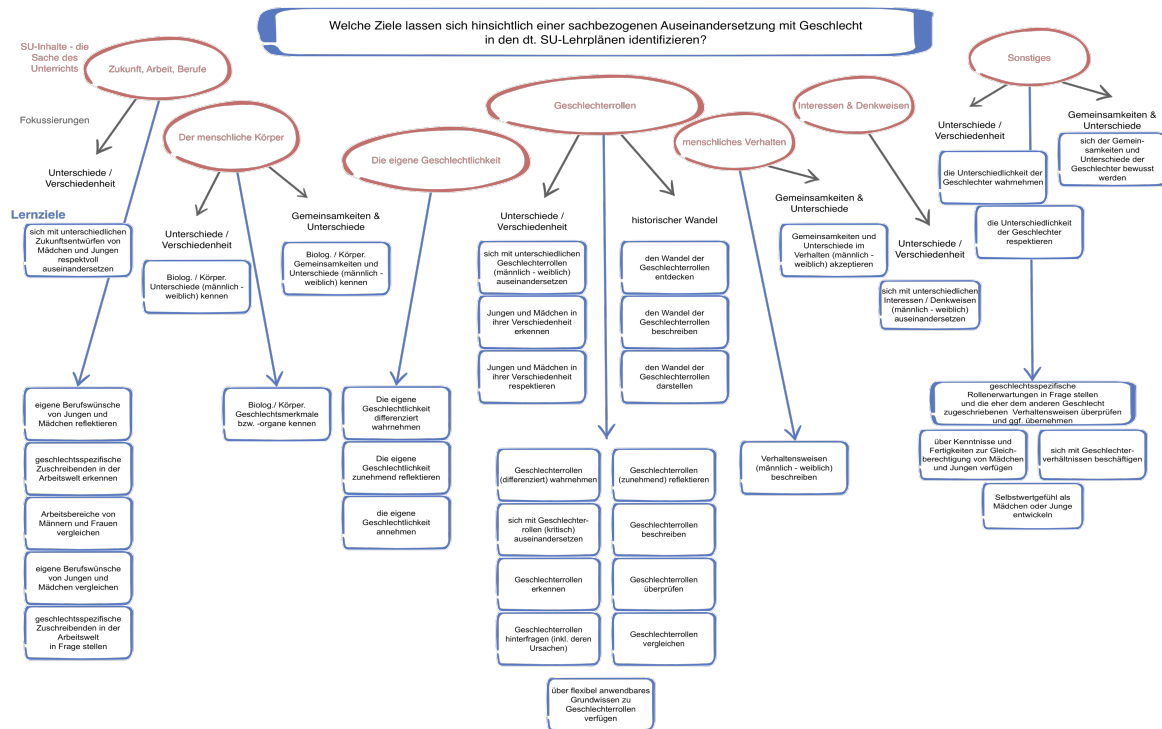 Welche Ziele lassen sich hinsichtlich einer sachbezogenen Auseinandersetzung mit Geschlecht
in den dt. SU-Lehrplänen identifizieren?
SU-Inhalte - die
Sache des
Unterrichts
Fokussierungen
Lernziele
Zukunft, Arbeit, Berufe
Unterschiede /
Verschiedenheit
sich mit unterschiedlichen
Zukunftsentwürfen von
Mädchen und Jungen
respektvoll
auseinandersetzen
eigene Berufswünsche
von Jungen und
Mädchen reflektieren
geschlechtsspezifische
Zuschreibenden in der
Arbeitswelt erkennen
Arbeitsbereiche von
Männern und Frauen
vergleichen
eigene Berufswünsche
von Jungen und
Mädchen vergleichen
geschlechtsspezifische
Zuschreibenden in der
Arbeitswelt
in Frage stellen
Der menschliche Körper
Unterschiede /
Verschiedenheit
Biolog. / Körper.
Unterschiede (männlich -
weiblich) kennen
Gemeinsamkeiten &
Unterschiede
Biolog. / Körper.
Gemeinsamkeiten und
Unterschiede (männlich -
weiblich) kennen
Biolog./ Körper.
Geschlechtsmerkmale
bzw. -organe kennen
Die eigene Geschlechtlichkeit
Die eigene
Geschlechtlichkeit
differenziert
wahrnehmen
Die eigene
Geschlechtlichkeit
zunehmend reflektieren
die eigene
Geschlechtlichkeit
annehmen
Geschlechterrollen
Unterschiede /
Verschiedenheit
sich mit unterschiedlichen
Geschlechterrollen
(männlich - weiblich)
auseinandersetzen
Jungen und Mädchen in
ihrer Verschiedenheit
erkennen
Jungen und Mädchen in
ihrer Verschiedenheit
respektieren
historischer Wandel
den Wandel der
Geschlechterrollen
entdecken
den Wandel der
Geschlechterrollen
beschreiben
den Wandel der
Geschlechterrollen
darstellen
Geschlechterrollen
(differenziert) wahrnehmen
Geschlechterrollen
(zunehmend) reflektieren
sich mit Geschlechter-
rollen (kritisch)
auseinandersetzen
Geschlechterrollen
beschreiben
Geschlechterrollen
erkennen
Geschlechterrollen
überprüfen
Geschlechterrollen
hinterfragen (inkl. deren
Ursachen)
Geschlechterrollen
vergleichen
über flexibel anwendbares
Grundwissen zu
Geschlechterrollen
verfügen
menschliches Verhalten
Gemeinsamkeiten &
Unterschiede
Gemeinsamkeiten und
Unterschiede im
Verhalten (männlich -
weiblich) akzeptieren
Verhaltensweisen
(männlich - weiblich)
beschreiben
Interessen & Denkweisen
Unterschiede /
Verschiedenheit
sich mit unterschiedlichen
Interessen / Denkweisen
(männlich - weiblich)
auseinandersetzen
Sonstiges
Unterschiede /
Verschiedenheit
die Unterschiedlichkeit der
Geschlechter wahrnehmen
die Unterschiedlichkeit
der Geschlechter
respektieren
Gemeinsamkeiten &
Unterschiede
sich der Gemein-
samkeiten und
Unterschiede der
Geschlechter bewusst
werden
geschlechtsspezifische
Rollenerwartungen in Frage stellen
und die eher dem anderen Geschlecht
zugeschriebenen Verhaltensweisen überprüfen
und ggf. übernehmen
über Kenntnisse und
Fertigkeiten zur Gleich-
berechtigung von Mädchen
und Jungen verfügen
sich mit Geschlechter-
verhältnissen beschäftigen
Selbstwertgefühl als
Mädchen oder Junge
entwickeln